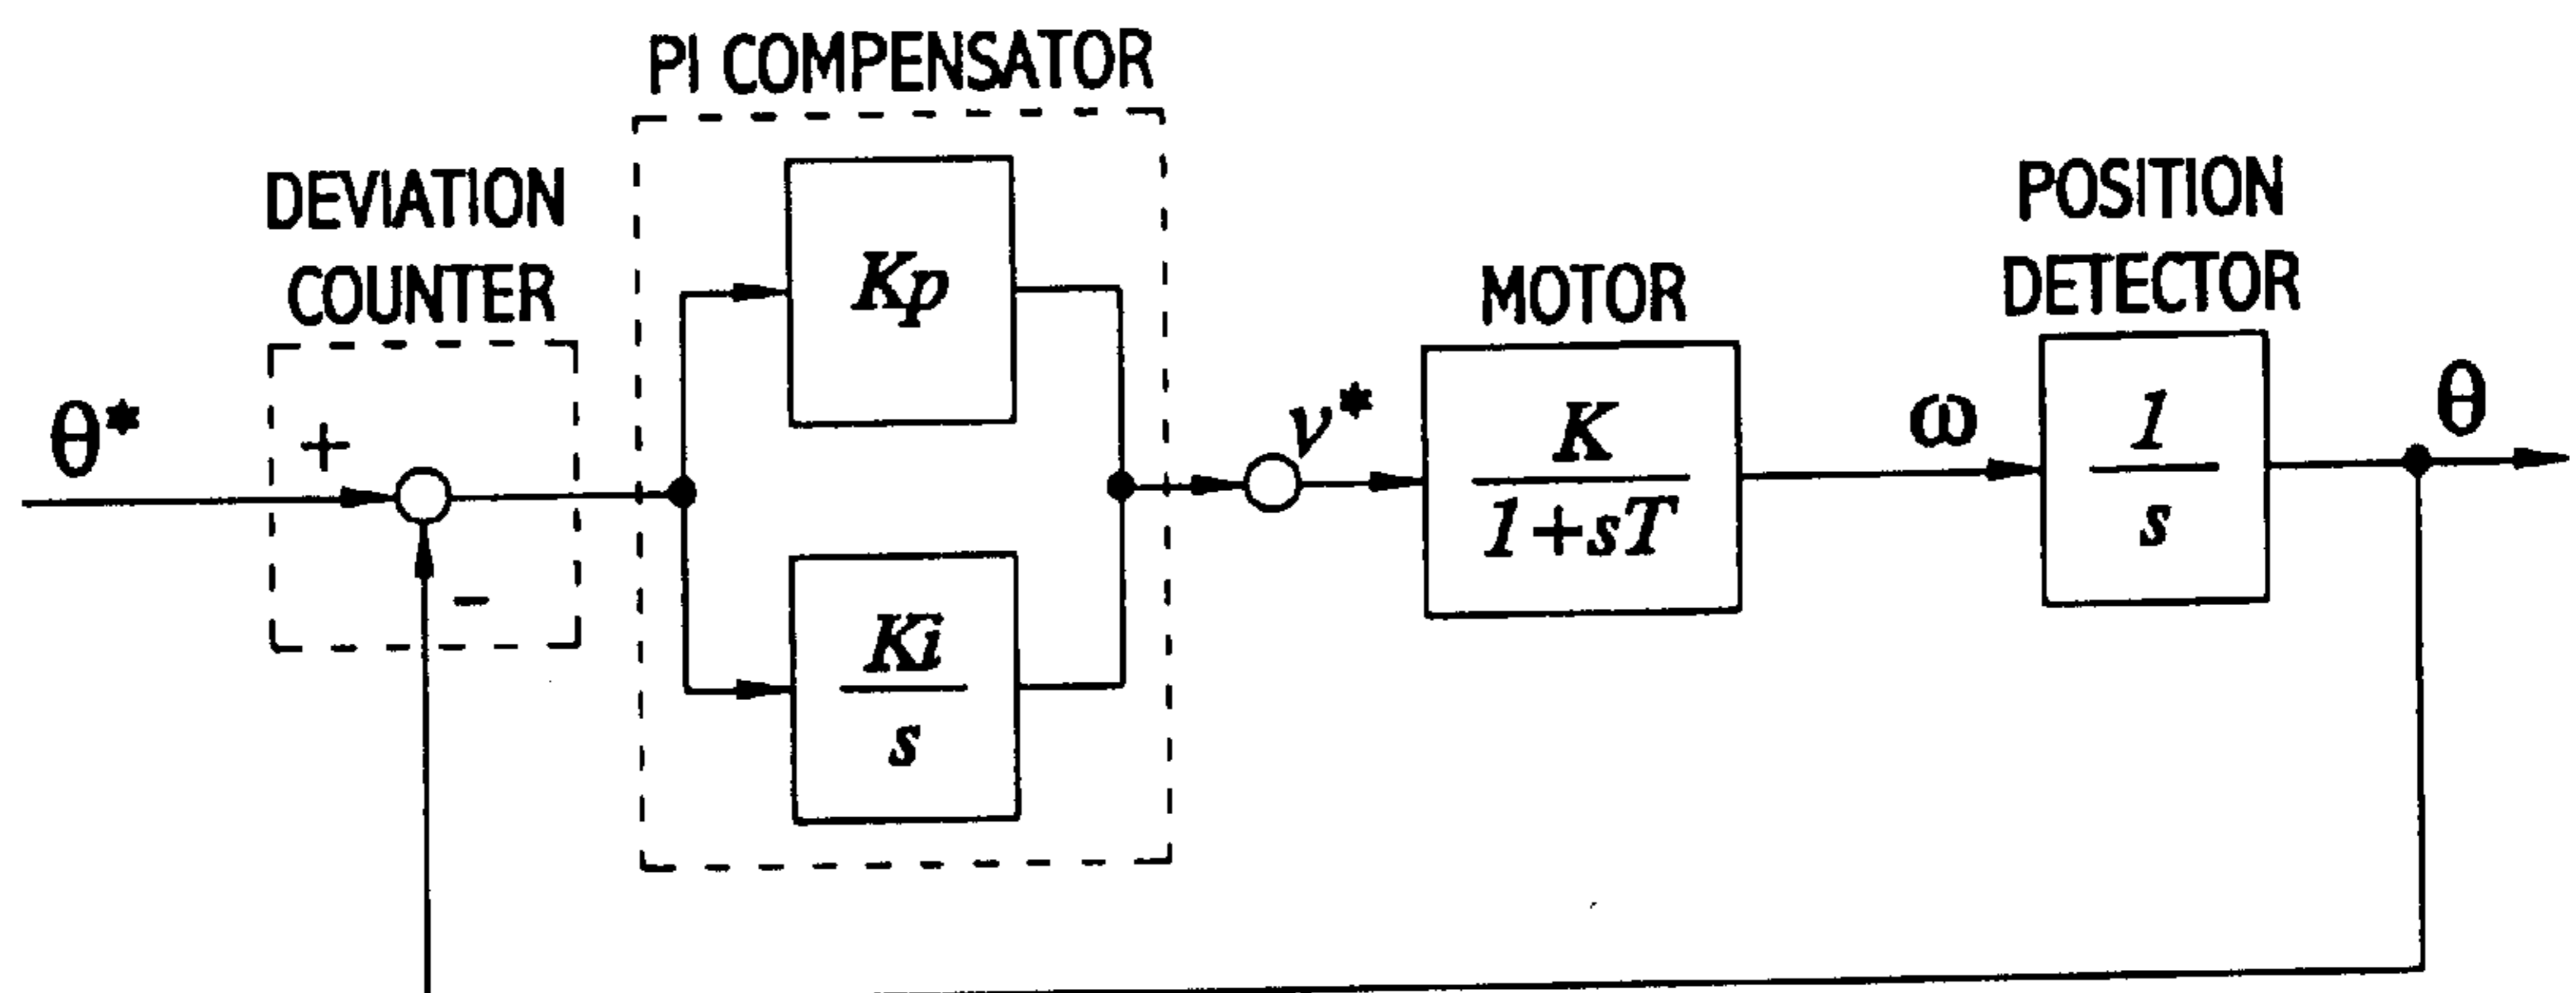 PI COMPENSATOR
DEVIATION
COUNTER
POSITION
DETECTOR
MOTOR
θ*
+
−
Kp
Ki
s
ν*
K
1+sT
ω
1
s
θ